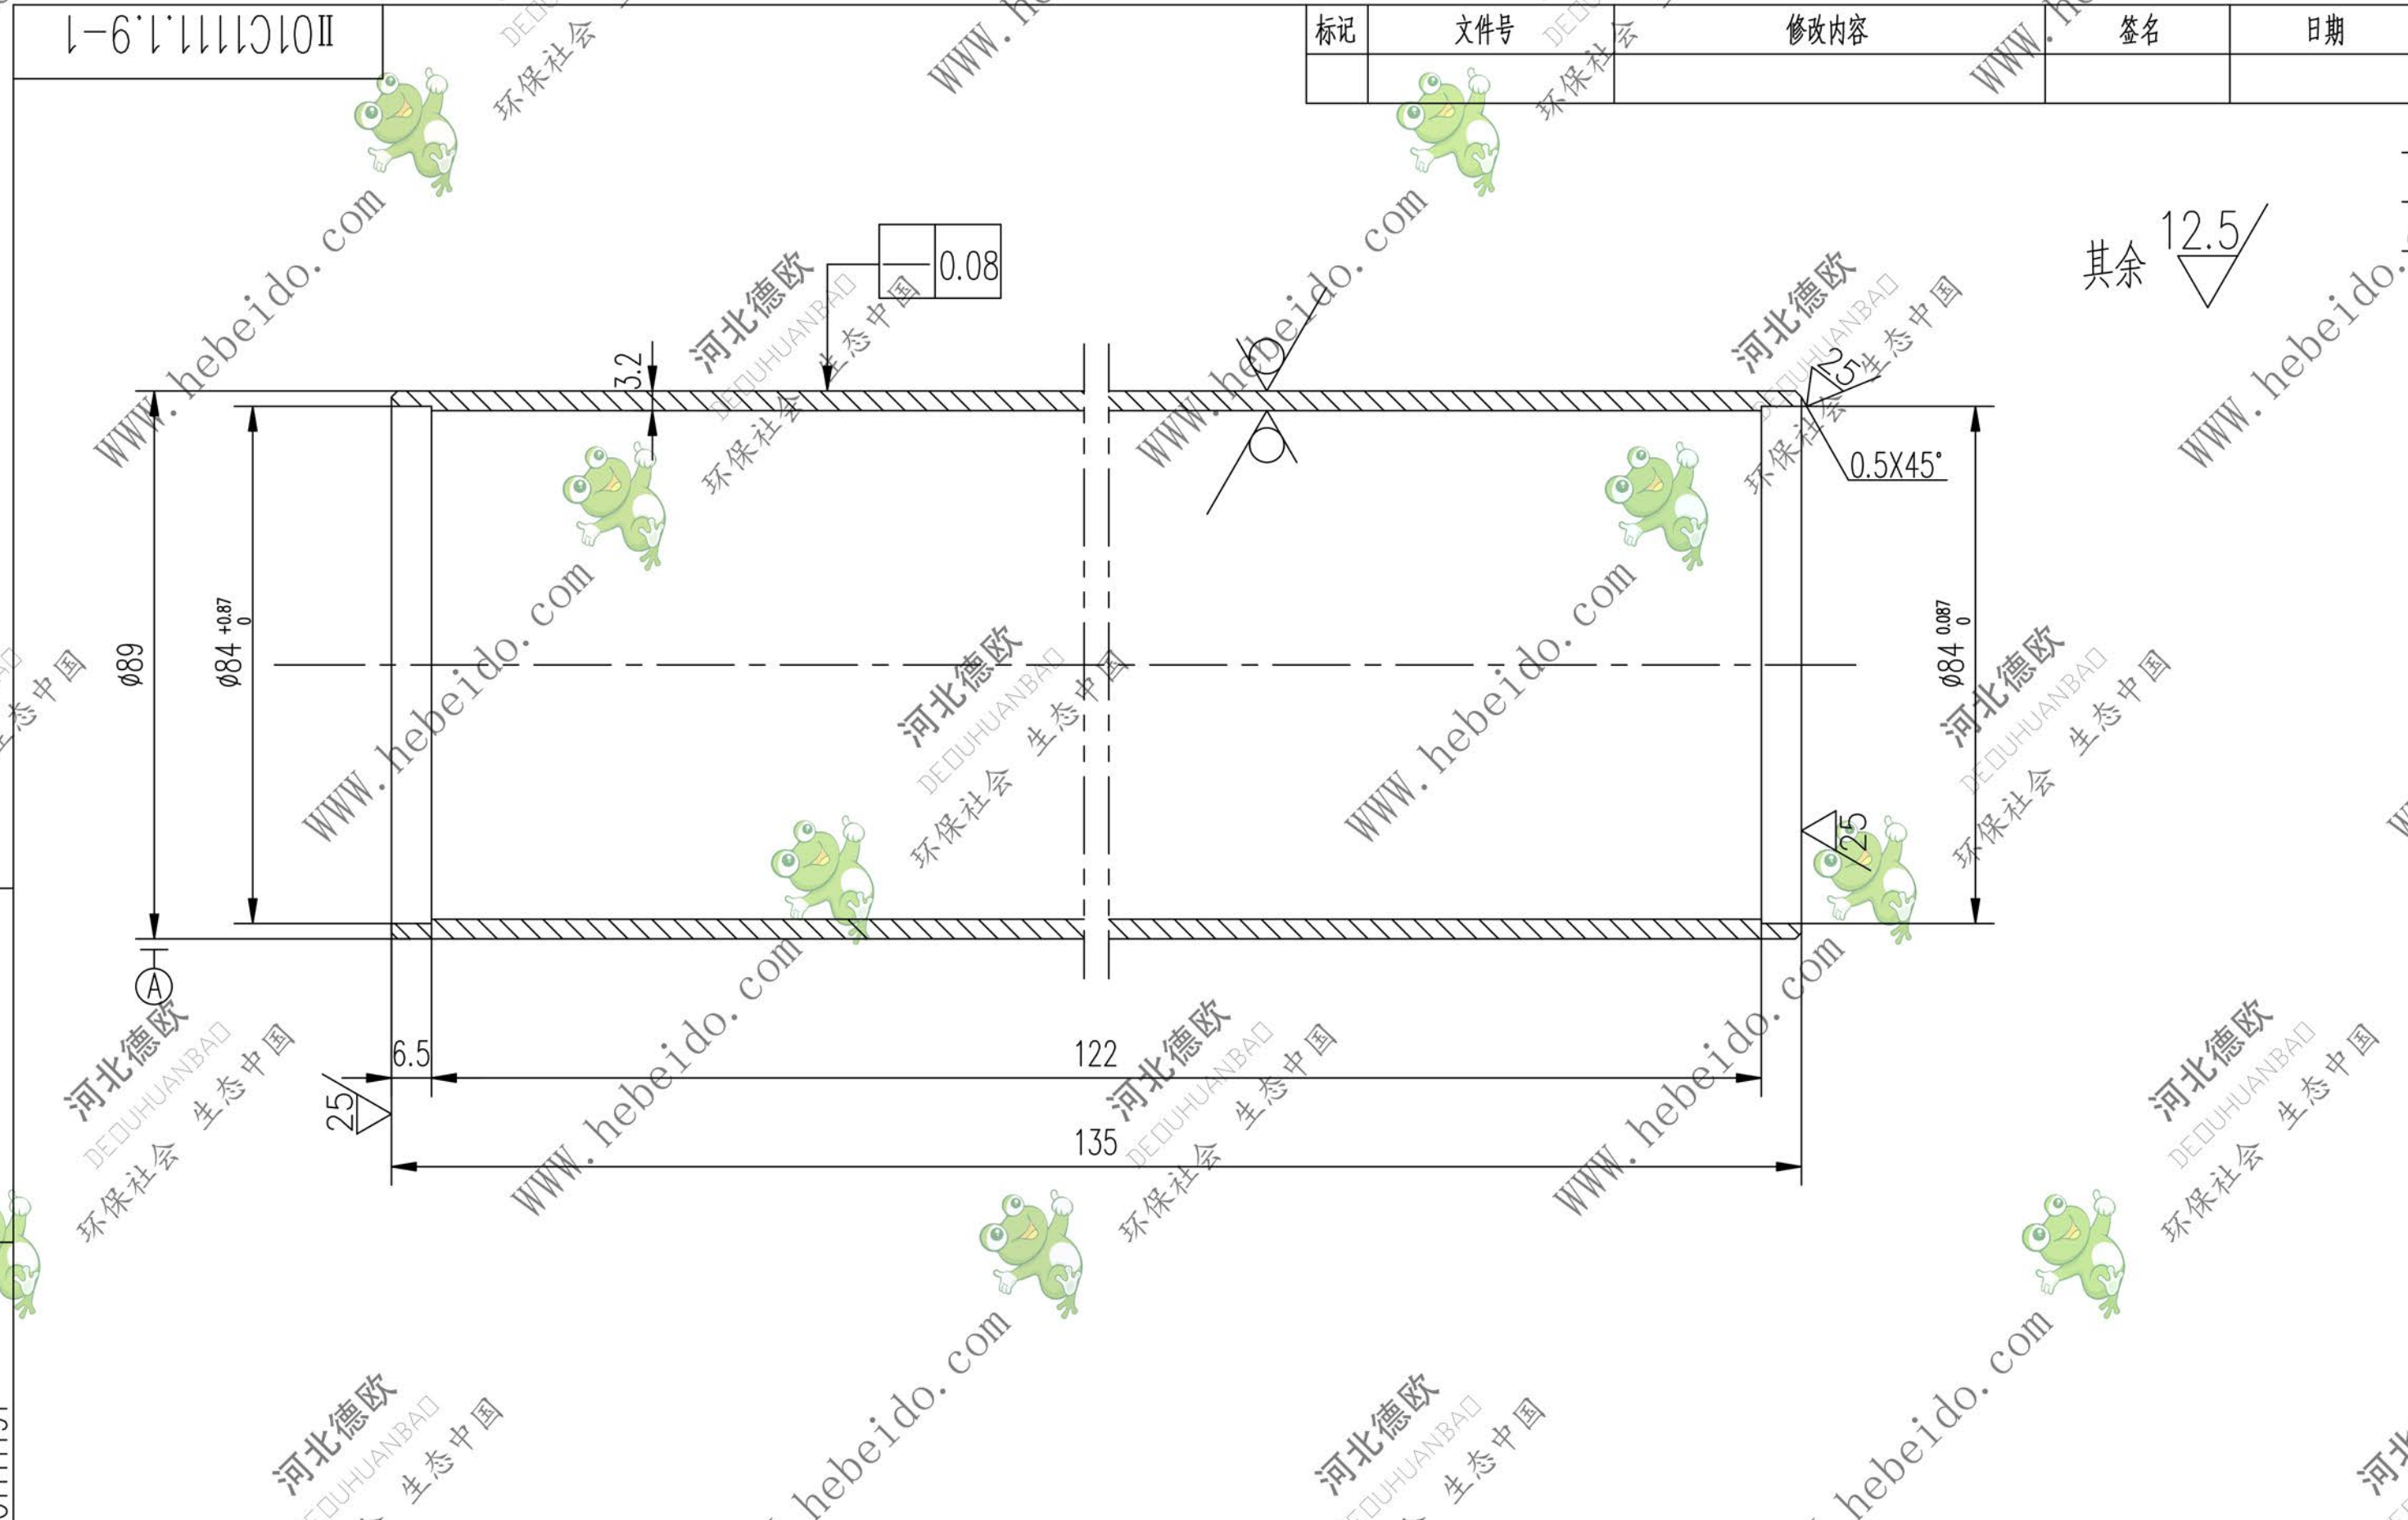 II01C1111.1.9-1
标记 文件号 修改内容 签名 日期
其余 12.5
0.08
3.2
25
0.5X45°
ø89
ø84 +0.87 0
ø84 0.087 0
25
A
6.5
122
25
135
河北德欧
DEOUHUANBAO
环保社会 生态中国
WWW.hebeido.com